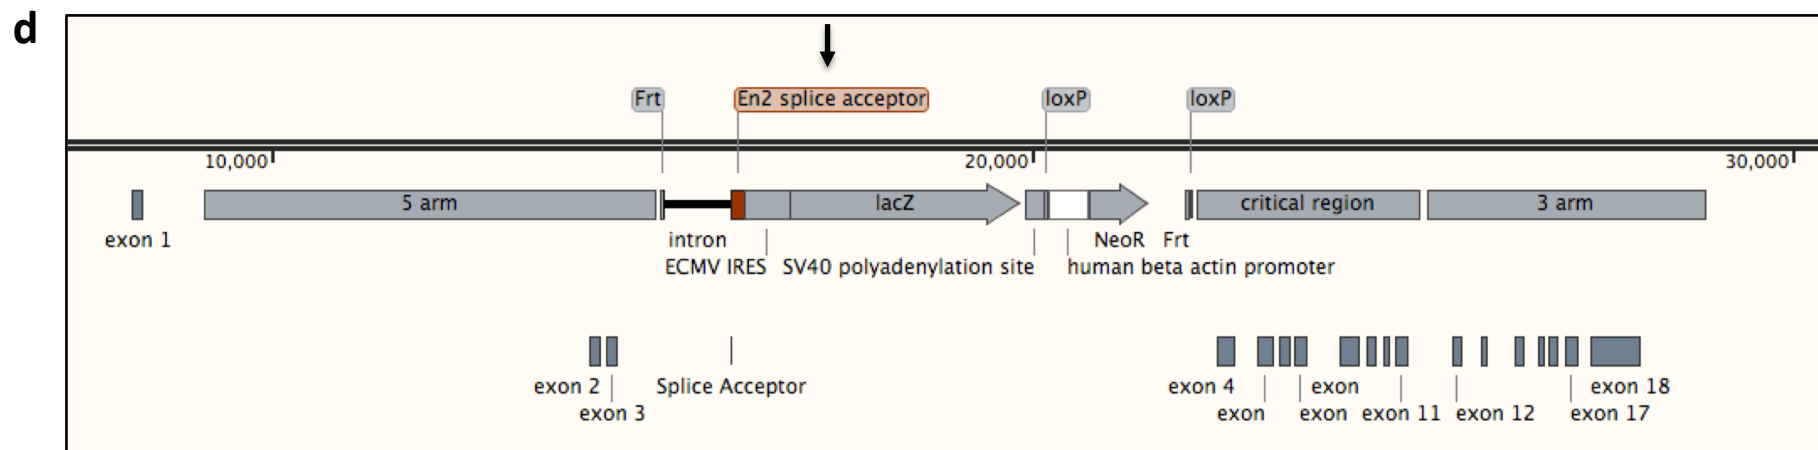 d
Frt En2 splice acceptor loxP loxP
10,000 20,000 30,000
5 arm lacZ critical region 3 arm
exon 1 intron NeoR Frt
ECMV IRES SV40 polyadenylation site human beta actin promoter
exon 2 Splice Acceptor exon 4 exon exon 18
exon 3 exon exon exon 11 exon 12 exon 17